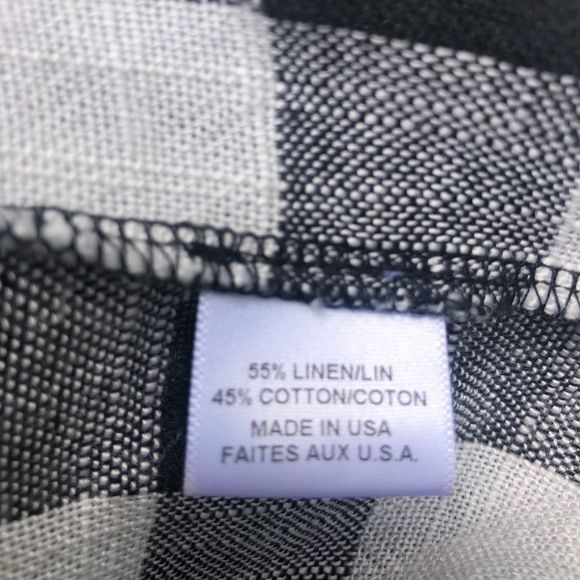 55% LINEN/LIN
45% COTTON/COTON
MADE IN USA
FAITES AUX U.S.A.